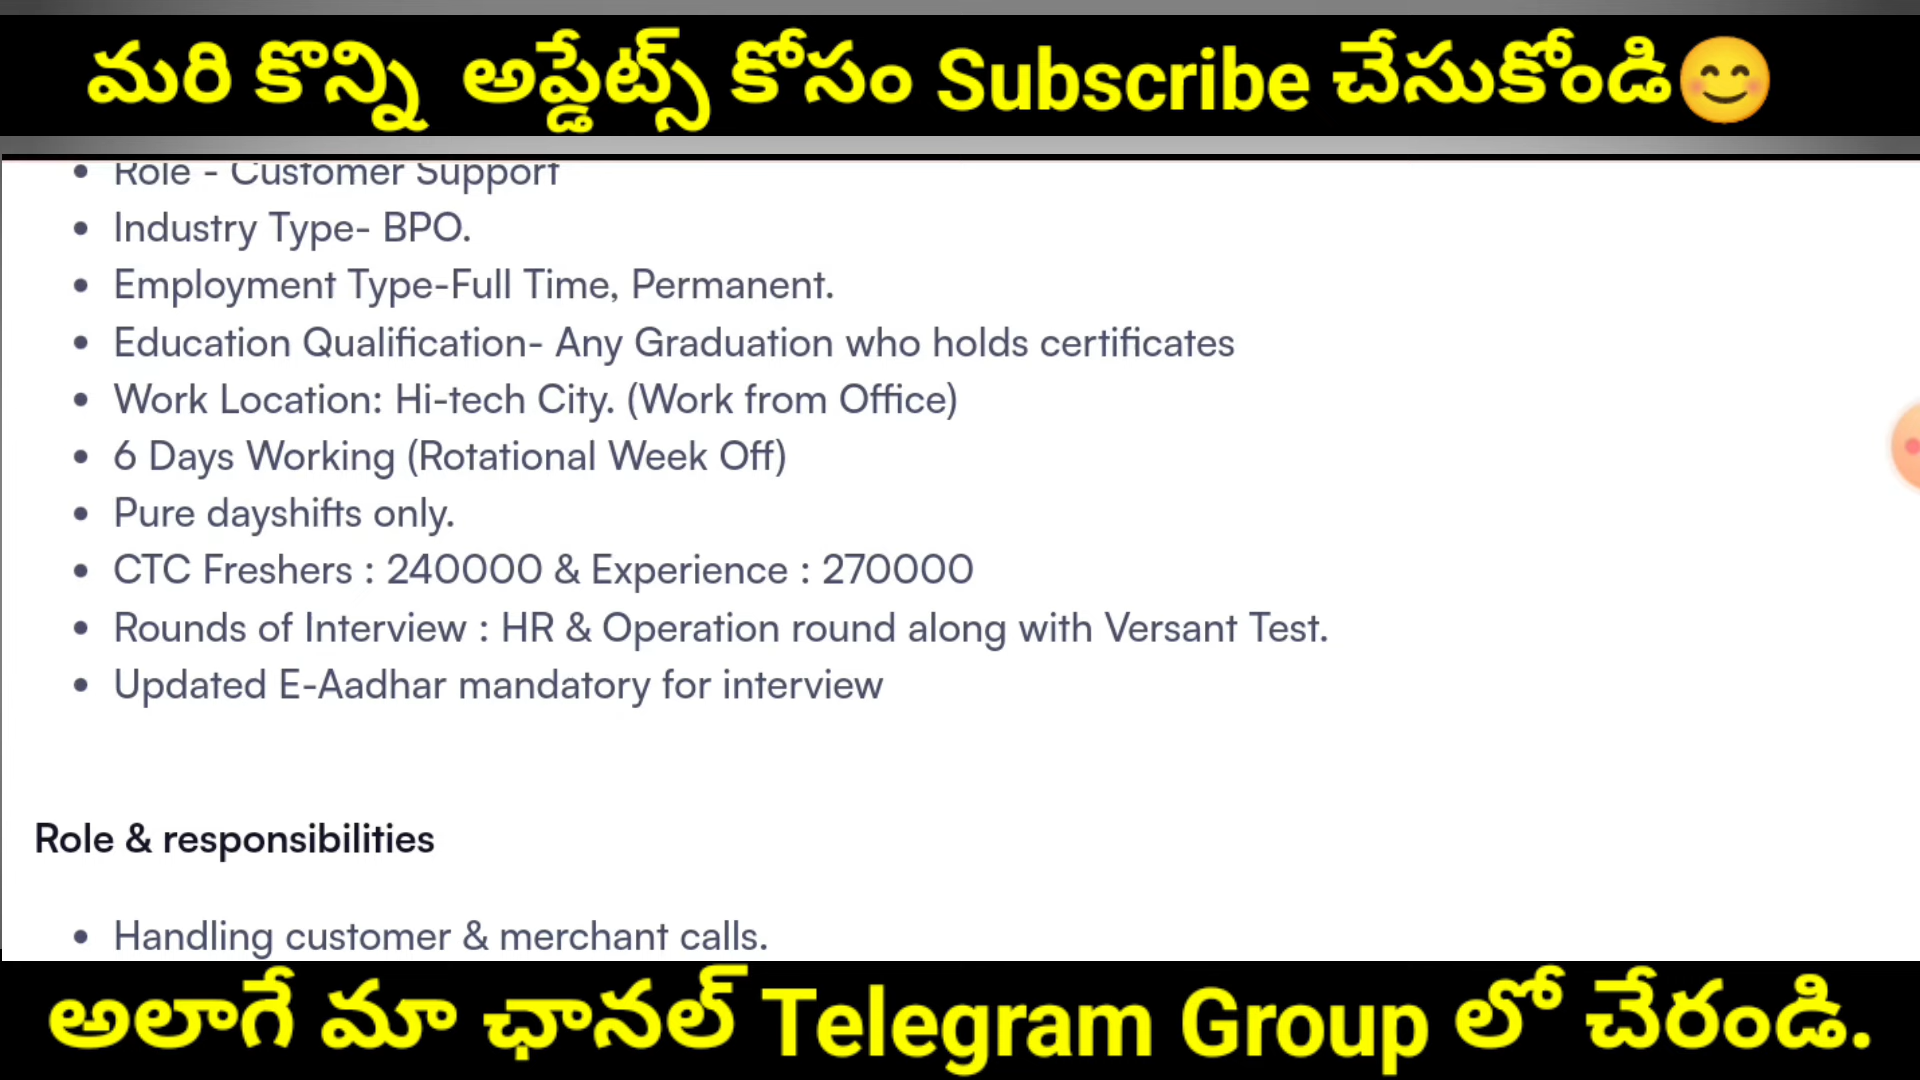 మరి కొన్ని అప్డేట్స్ కోసం Subscribe చేసుకోండి😊
• Role - Customer Support
• Industry Type- BPO.
• Employment Type-Full Time, Permanent.
• Education Qualification- Any Graduation who holds certificates
• Work Location: Hi-tech City. (Work from Office)
• 6 Days Working (Rotational Week Off)
• Pure dayshifts only.
• CTC Freshers : 240000 & Experience : 270000
• Rounds of Interview : HR & Operation round along with Versant Test.
• Updated E-Aadhar mandatory for interview
Role & responsibilities
• Handling customer & merchant calls.
అలాగే మా ఛానల్ Telegram Group లో చేరండి.